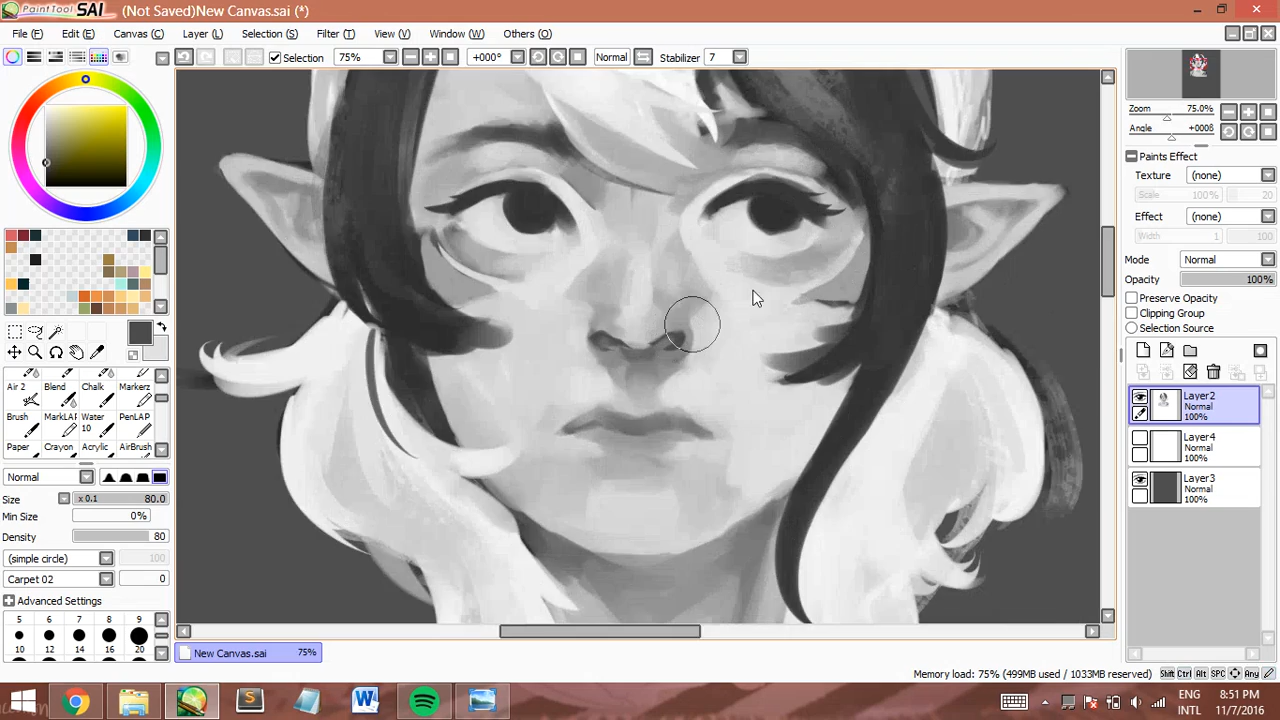 PaintTool SAI (Not Saved)New Canvas.sai (*)
File (F) Edit (E) Canvas (C) Layer (L) Selection (S) Filter (T) View (V) Window (W) Others (O)
Selection 75% +000° Normal Stabilizer 7
Zoom 75.0%
Angle +0008
Paints Effect
Texture (none)
Scale 100% 20
Effect (none)
Width 1 100
Mode Normal
Opacity 100%
Preserve Opacity
Clipping Group
Selection Source
Air 2 Blend Chalk Markerz
Brush MarkLAP Water 10 PenLAP
Paper Crayon Acrylic AirBrush
Normal
Size x 0.1 80.0
Min Size 0%
Density 80
(simple circle) 100
Carpet 02 0
Advanced Settings
5 6 7 8 9
10 12 14 16 20
Layer2
Normal
100%
Layer4
Normal
100%
Layer3
Normal
100%
New Canvas.sai 75%
Memory load: 75% (499MB used / 1033MB reserved) Shift Ctrl Alt SPC Any
ENG 8:51 PM
INTL 11/7/2016